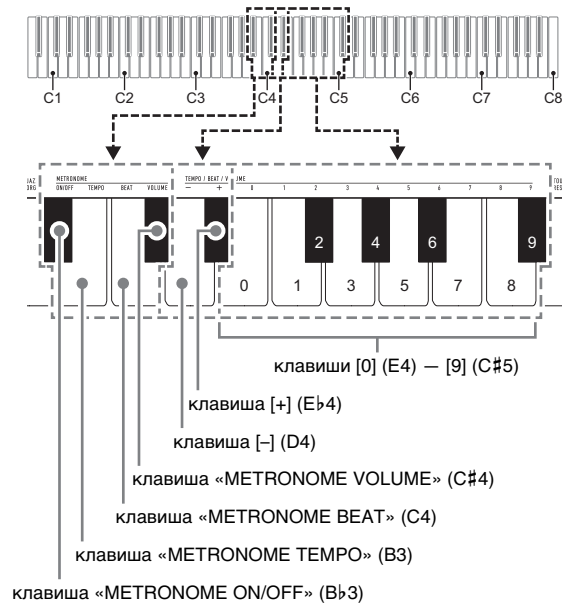 C1 C2 C3 C4 C5 C6 C7 C8
METRONOME TEMPO / BEAT / VOLUME
ON/OFF TEMPO BEAT VOLUME − + 0 1 2 3 4 5 6 7 8 9
2 4 6 9
0 1 3 5 7 8
клавиши [0] (E4) — [9] (C♯5)
клавиша [+] (E♭4)
клавиша [–] (D4)
клавиша «METRONOME VOLUME» (C♯4)
клавиша «METRONOME BEAT» (C4)
клавиша «METRONOME TEMPO» (B3)
клавиша «METRONOME ON/OFF» (B♭3)